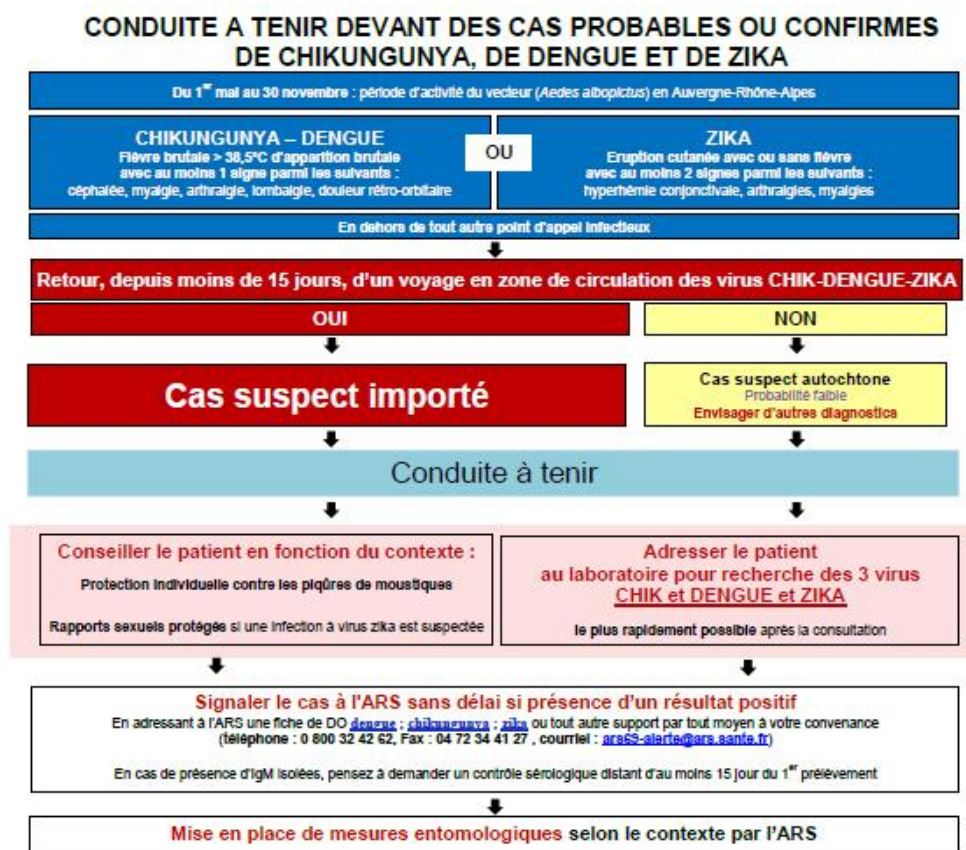 CONDUITE A TENIR DEVANT DES CAS PROBABLES OU CONFIRMES
DE CHIKUNGUNYA, DE DENGUE ET DE ZIKA
Du 1er mai au 30 novembre : période d'activité du vecteur (Aedes albopictus) en Auvergne-Rhône-Alpes
CHIKUNGUNYA – DENGUE
Fièvre brutale > 38,5°C d'apparition brutale
avec au moins 1 signe parmi les suivants :
céphalée, myalgie, arthralgie, lombalgie, douleur rétro-orbitaire
OU
ZIKA
Eruption cutanée avec ou sans fièvre
avec au moins 2 signes parmi les suivants :
hyperhémie conjonctivale, arthralgies, myalgies
En dehors de tout autre point d'appel infectieux
Retour, depuis moins de 15 jours, d'un voyage en zone de circulation des virus CHIK-DENGUE-ZIKA
OUI
NON
Cas suspect importé
Cas suspect autochtone
Probabilité faible
Envisager d'autres diagnostics
Conduite à tenir
Conseiller le patient en fonction du contexte :
Protection individuelle contre les piqûres de moustiques
Rapports sexuels protégés si une infection à virus zika est suspectée
Adresser le patient
au laboratoire pour recherche des 3 virus
CHIK et DENGUE et ZIKA
le plus rapidement possible après la consultation
Signaler le cas à l'ARS sans délai si présence d'un résultat positif
En adressant à l'ARS une fiche de DO dengue ; chikungunya ; zika ou tout autre support par tout moyen à votre convenance
(téléphone : 0 800 32 42 62, Fax : 04 72 34 41 27 , courriel : ars69-alerte@ars.sante.fr)
En cas de présence d'IgM isolées, pensez à demander un contrôle sérologique distant d'au moins 15 jour du 1er prélèvement
Mise en place de mesures entomologiques selon le contexte par l'ARS